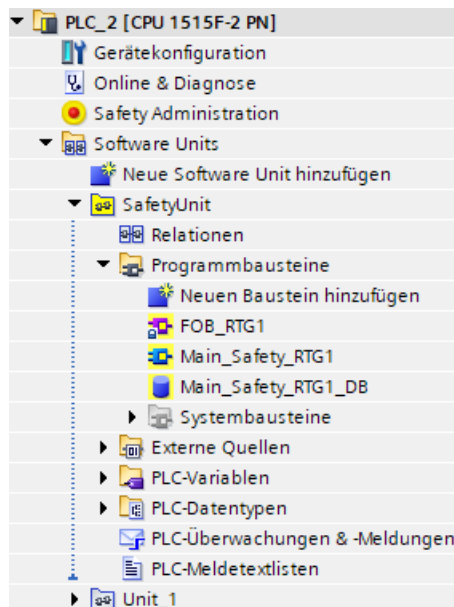 PLC_2 [CPU 1515F-2 PN]
Gerätekonfiguration
Online & Diagnose
Safety Administration
Software Units
Neue Software Unit hinzufügen
SafetyUnit
Relationen
Programmbausteine
Neuen Baustein hinzufügen
FOB_RTG1
Main_Safety_RTG1
Main_Safety_RTG1_DB
Systembausteine
Externe Quellen
PLC-Variablen
PLC-Datentypen
PLC-Überwachungen & -Meldungen
PLC-Meldetextlisten
Unit_1